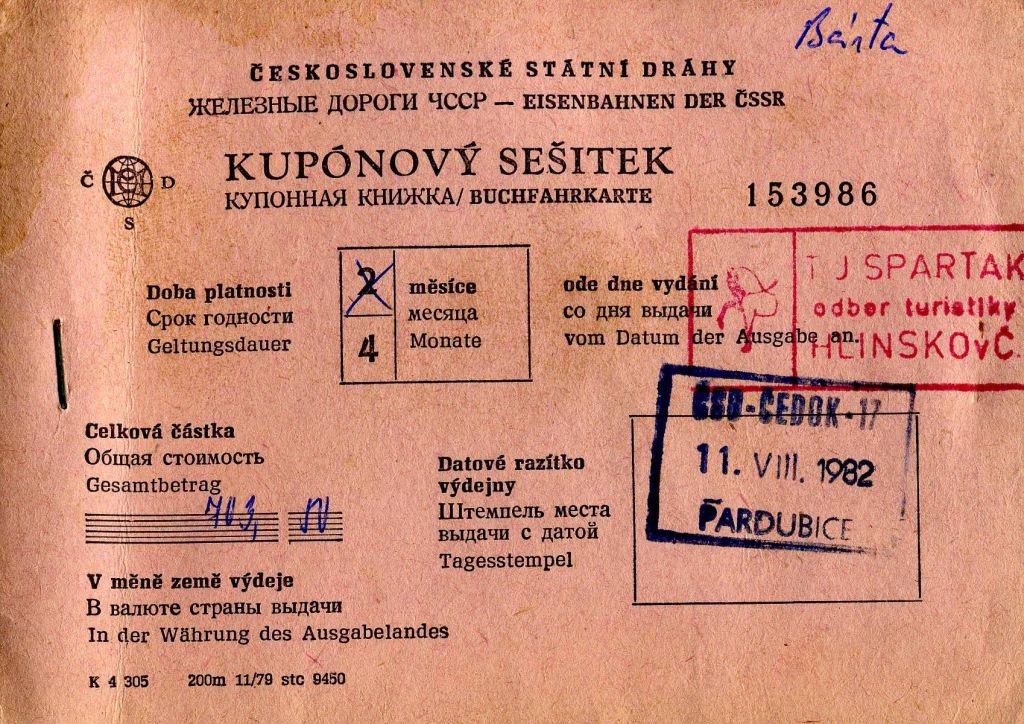 Bárta
ČESKOSLOVENSKÉ STÁTNÍ DRÁHY
ЖЕЛЕЗНЫЕ ДОРОГИ ЧССР — EISENBAHNEN DER ČSSR
KUPÓNOVÝ SEŠITEK
КУПОННАЯ КНИЖКА/ BUCHFAHRKARTE
153986
Č D
S
TJ SPARTAK
odbor turistiky
HLINSKO v Č.
Doba platnosti
Срок годности
Geltungsdauer
2
4
měsíce
месяца
Monate
ode dne vydání
со дня выдачи
vom Datum der Ausgabe an.
Celková částka
Общая стоимость
Gesamtbetrag
703,
Datové razítko
výdejny
Штемпель места
выдачи с датой
Tagesstempel
ČSD-ČEDOK-17
11. VIII. 1982
PARDUBICE
V měně země výdeje
В валюте страны выдачи
In der Währung des Ausgabelandes
K 4 305 200m 11/79 stc 9450